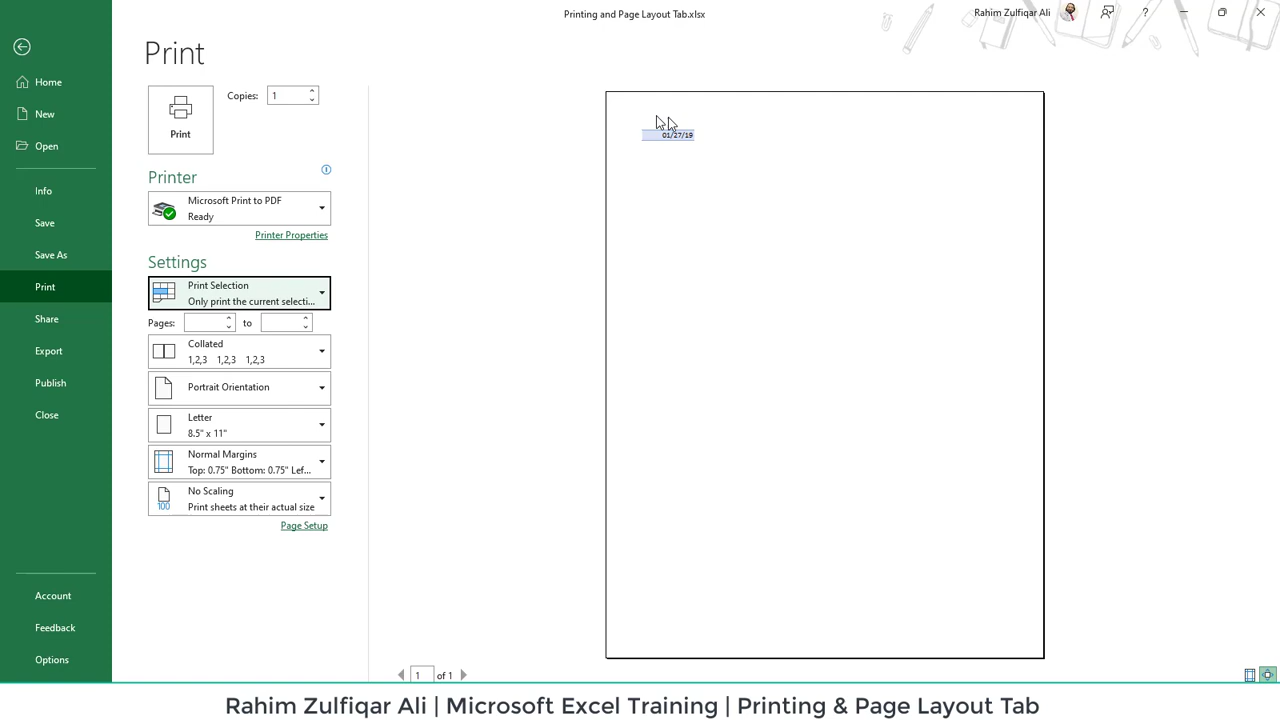 Printing and Page Layout Tab.xlsx
Rahim Zulfiqar Ali
?
Print
Home
New
Open
Info
Save
Save As
Print
Share
Export
Publish
Close
Account
Feedback
Options
Print
Copies: 1
Printer
Microsoft Print to PDF
Ready
Printer Properties
Settings
Print Selection
Only print the current selecti...
Pages: to
Collated
1,2,3 1,2,3 1,2,3
Portrait Orientation
Letter
8.5" x 11"
Normal Margins
Top: 0.75" Bottom: 0.75" Lef...
No Scaling
100
Print sheets at their actual size
Page Setup
01/27/19
1 of 1
Rahim Zulfiqar Ali | Microsoft Excel Training | Printing & Page Layout Tab